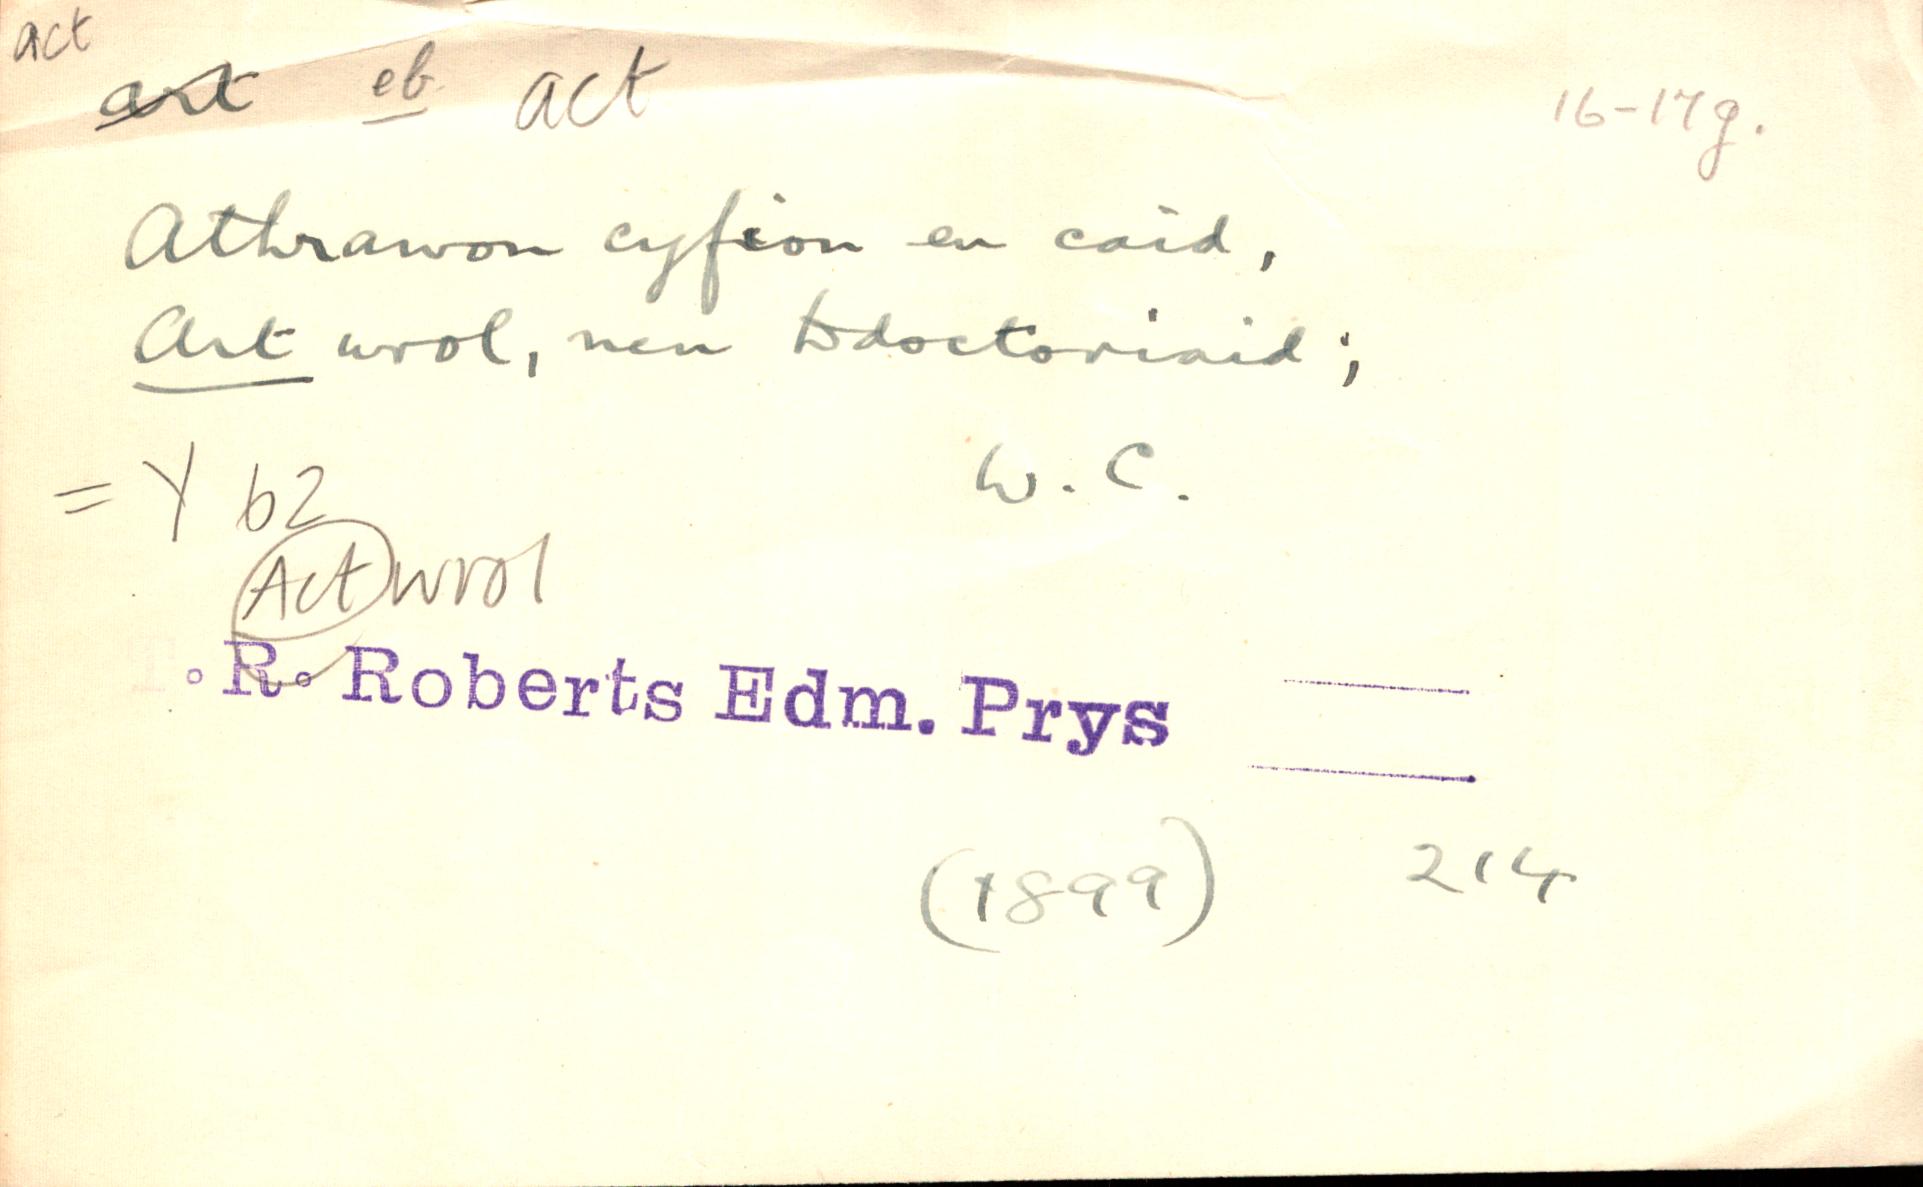 act
art eb. act
16-17g.
Athrawon cyfion en caid,
Art wrol, neu Ddoctoriaid;
W. C.
= Y 62
Act wrol
T. R. Roberts Edm. Prys
(1899) 214